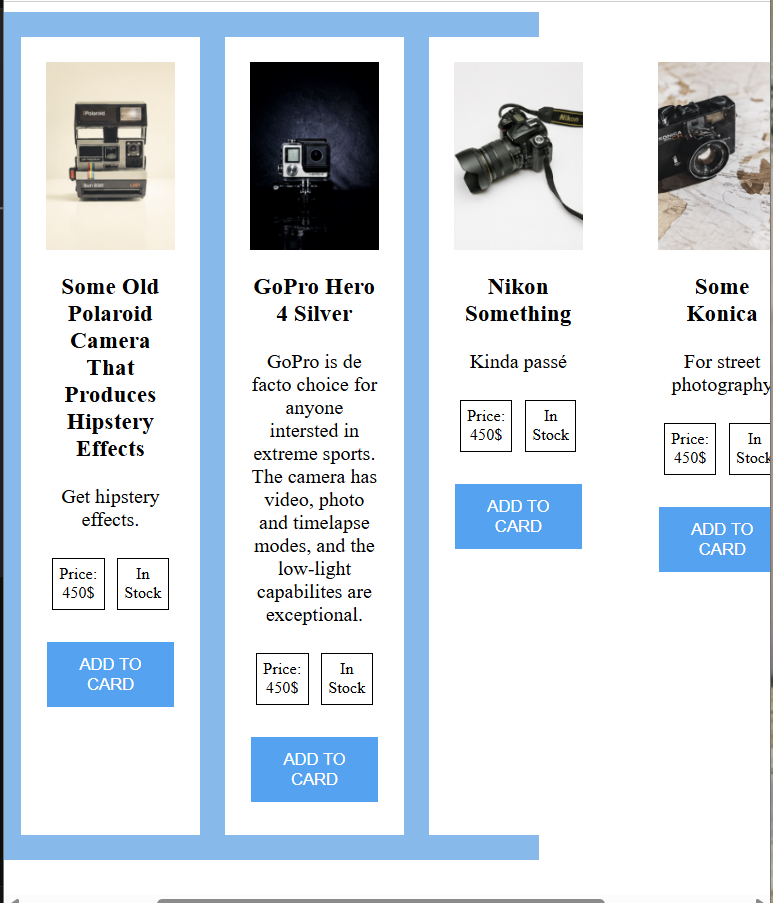 Polaroid
Some Old
Polaroid
Camera
That
Produces
Hipstery
Effects
Get hipstery
effects.
Price:
450$
In
Stock
ADD TO
CARD
GoPro Hero
4 Silver
GoPro is de
facto choice for
anyone
intersted in
extreme sports.
The camera has
video, photo
and timelapse
modes, and the
low-light
capabilites are
exceptional.
Price:
450$
In
Stock
ADD TO
CARD
Nikon
Nikon
Something
Kinda passé
Price:
450$
In
Stock
ADD TO
CARD
KONICA
Some
Konica
For street
photography
Price:
450$
In
Stock
ADD TO
CARD